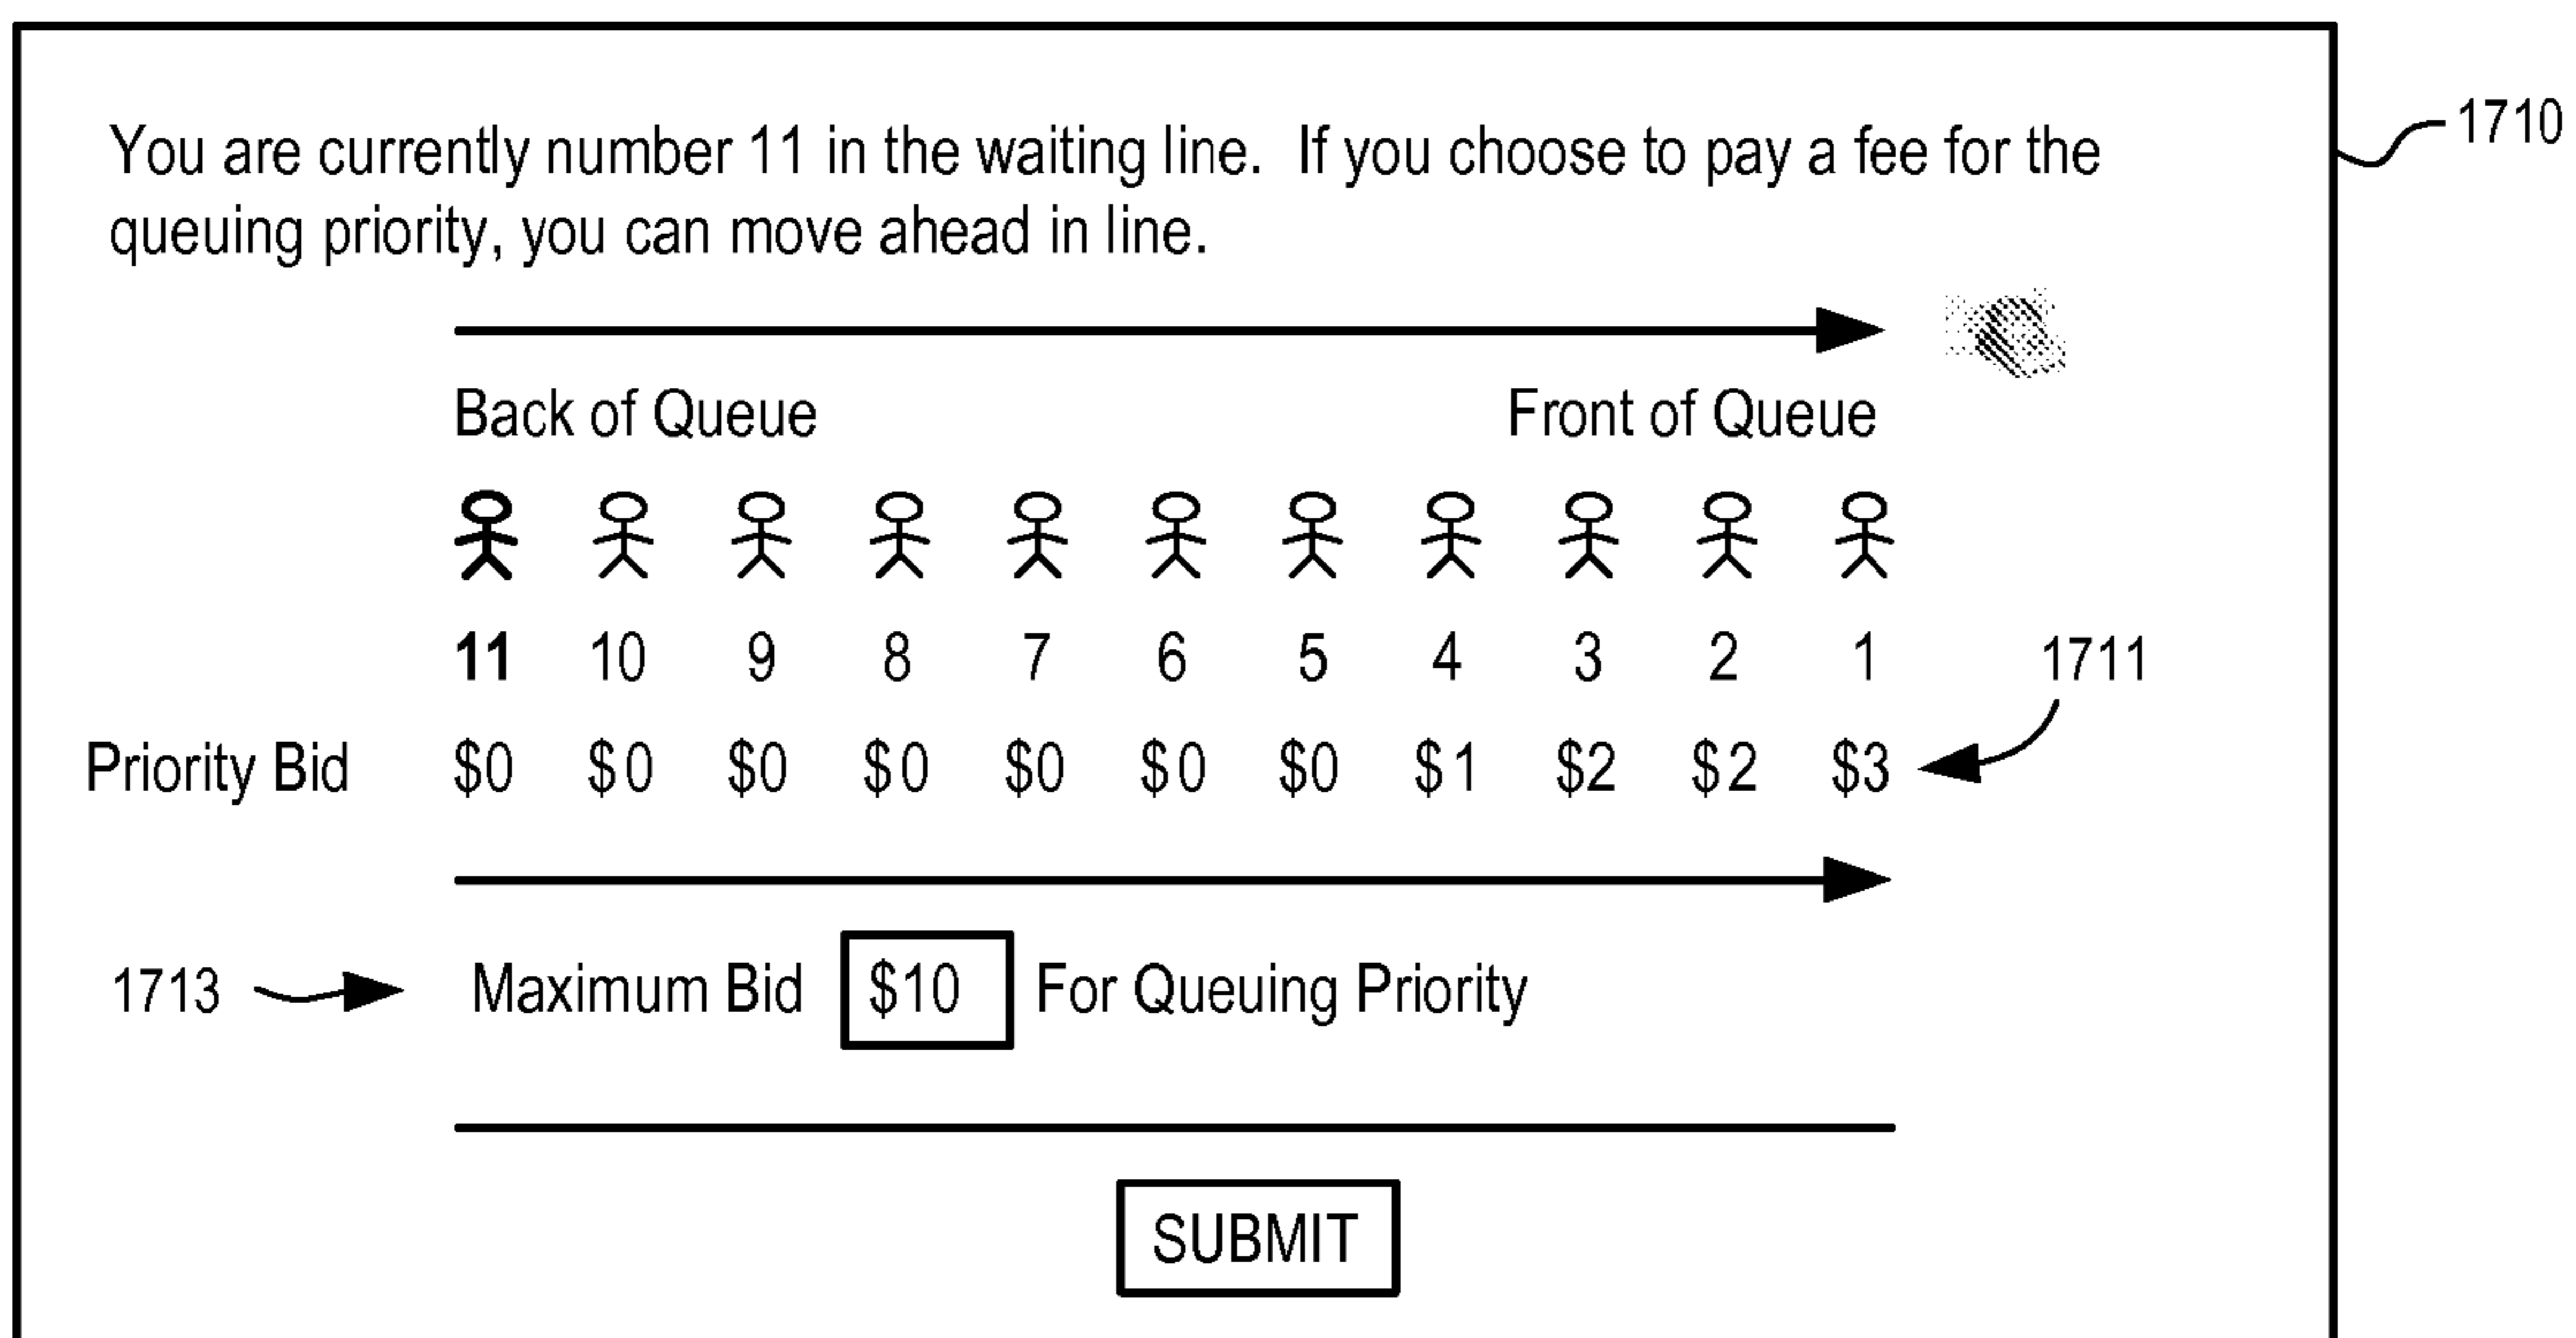 You are currently number 11 in the waiting line. If you choose to pay a fee for the
queuing priority, you can move ahead in line.
1710
Back of Queue Front of Queue
11 10 9 8 7 6 5 4 3 2 1 1711
Priority Bid $0 $0 $0 $0 $0 $0 $0 $1 $2 $2 $3
1713 Maximum Bid $10 For Queuing Priority
SUBMIT